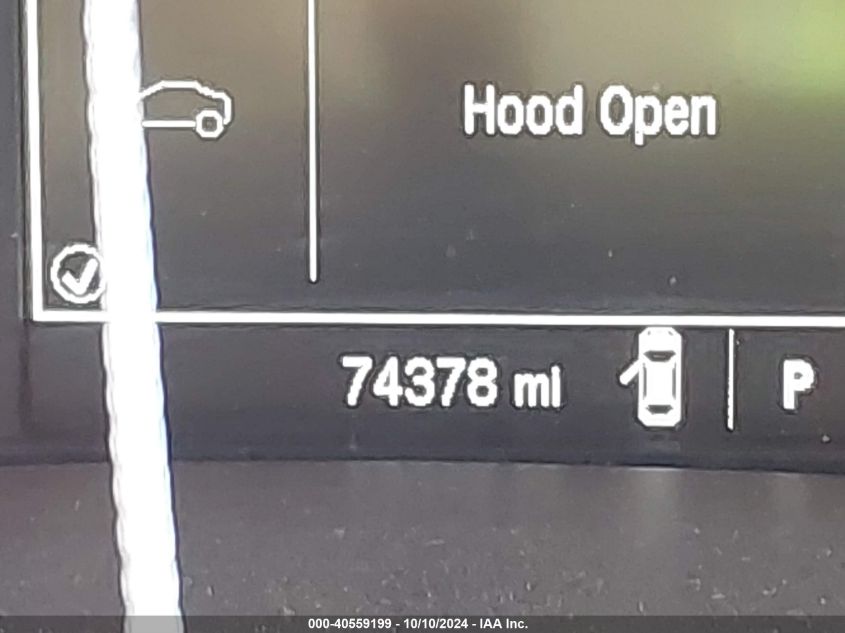 Hood Open
74378 mi
P
000-40559199 - 10/10/2024 - IAA Inc.